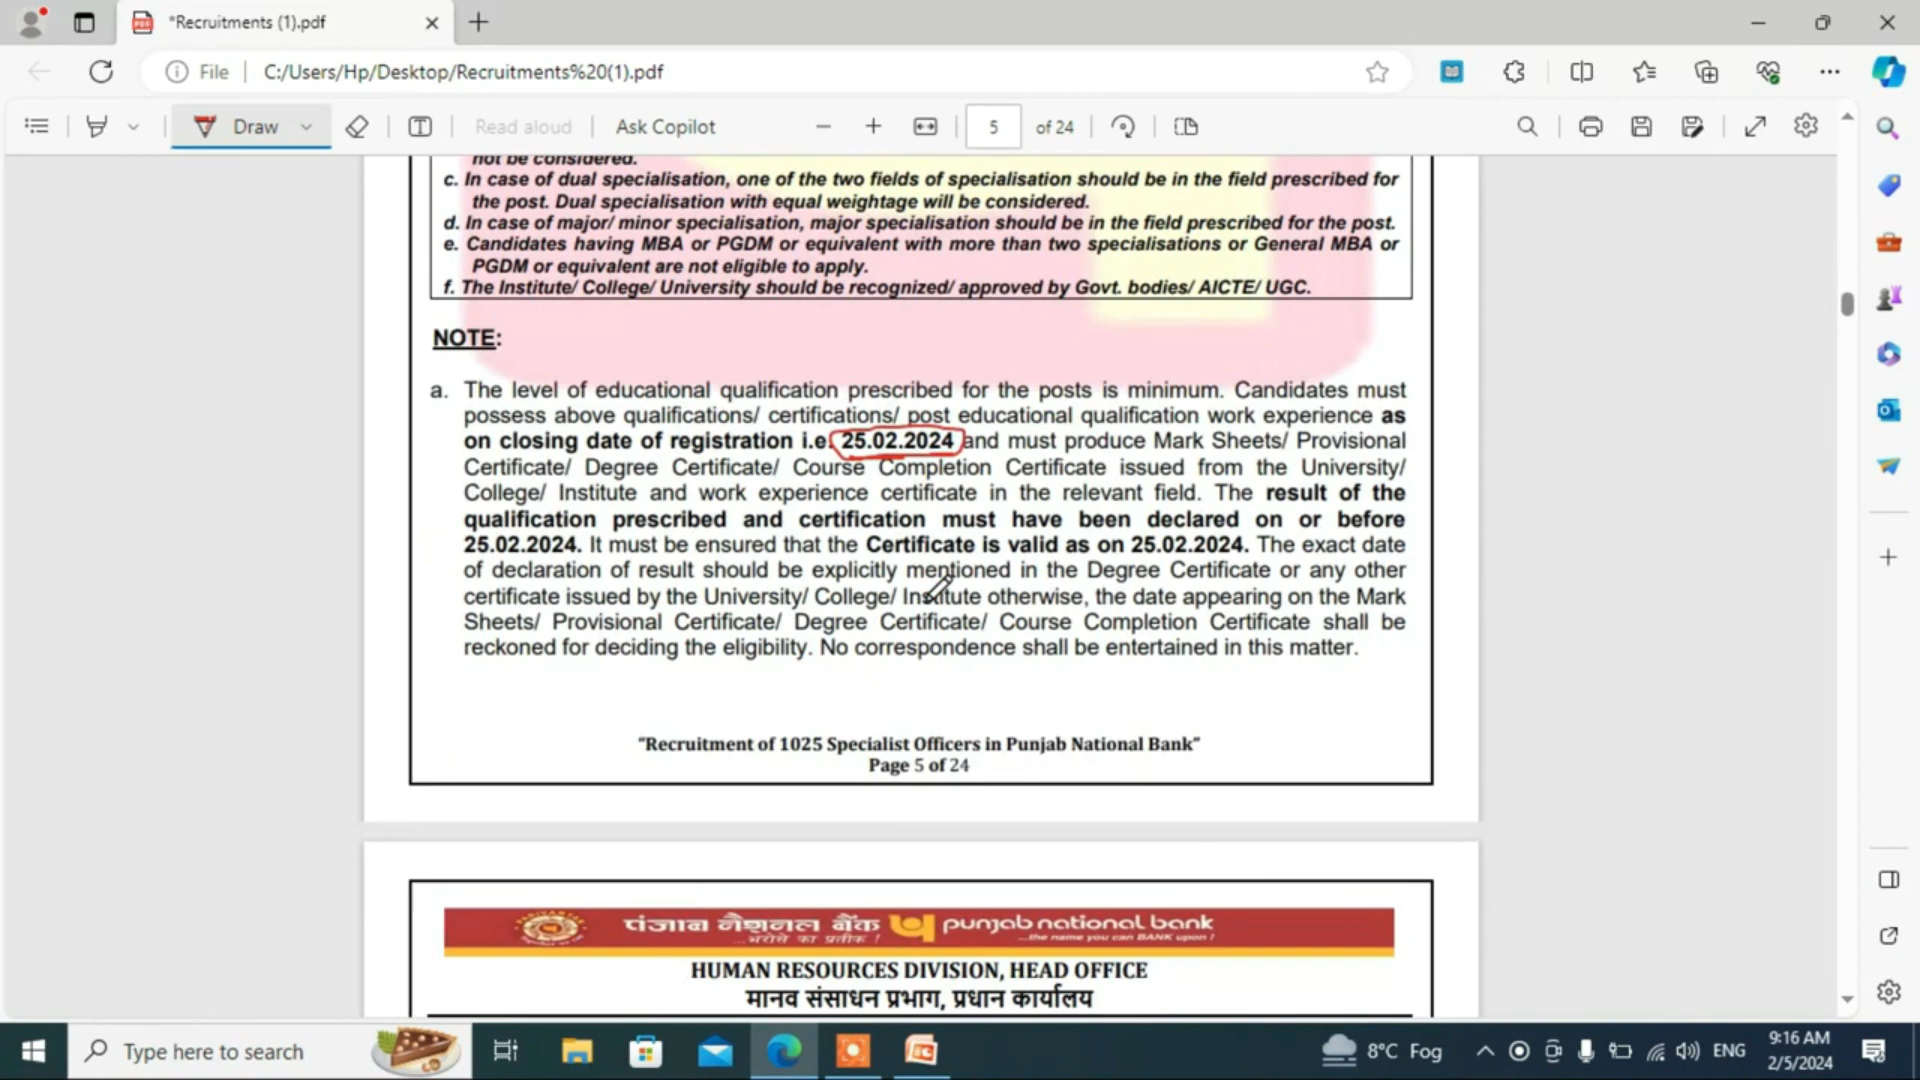 *Recruitments (1).pdf
File
C:/Users/Hp/Desktop/Recruitments%20(1).pdf
Draw
Read aloud
Ask Copilot
5
of 24
not be considered.
c. In case of dual specialisation, one of the two fields of specialisation should be in the field prescribed for
the post. Dual specialisation with equal weightage will be considered.
d. In case of major/ minor specialisation, major specialisation should be in the field prescribed for the post.
e. Candidates having MBA or PGDM or equivalent with more than two specialisations or General MBA or
PGDM or equivalent are not eligible to apply.
f. The Institute/ College/ University should be recognized/ approved by Govt. bodies/ AICTE/ UGC.
NOTE:
a. The level of educational qualification prescribed for the posts is minimum. Candidates must
possess above qualifications/ certifications/ post educational qualification work experience as
on closing date of registration i.e. 25.02.2024 and must produce Mark Sheets/ Provisional
Certificate/ Degree Certificate/ Course Completion Certificate issued from the University/
College/ Institute and work experience certificate in the relevant field. The result of the
qualification prescribed and certification must have been declared on or before
25.02.2024. It must be ensured that the Certificate is valid as on 25.02.2024. The exact date
of declaration of result should be explicitly mentioned in the Degree Certificate or any other
certificate issued by the University/ College/ Institute otherwise, the date appearing on the Mark
Sheets/ Provisional Certificate/ Degree Certificate/ Course Completion Certificate shall be
reckoned for deciding the eligibility. No correspondence shall be entertained in this matter.
"Recruitment of 1025 Specialist Officers in Punjab National Bank"
Page 5 of 24
पंजाब नैशनल बैंक punjab national bank
...भरोसे का प्रतीक ! ...the name you can BANK upon !
HUMAN RESOURCES DIVISION, HEAD OFFICE
मानव संसाधन प्रभाग, प्रधान कार्यालय
Type here to search
8°C Fog
ENG
9:16 AM
2/5/2024